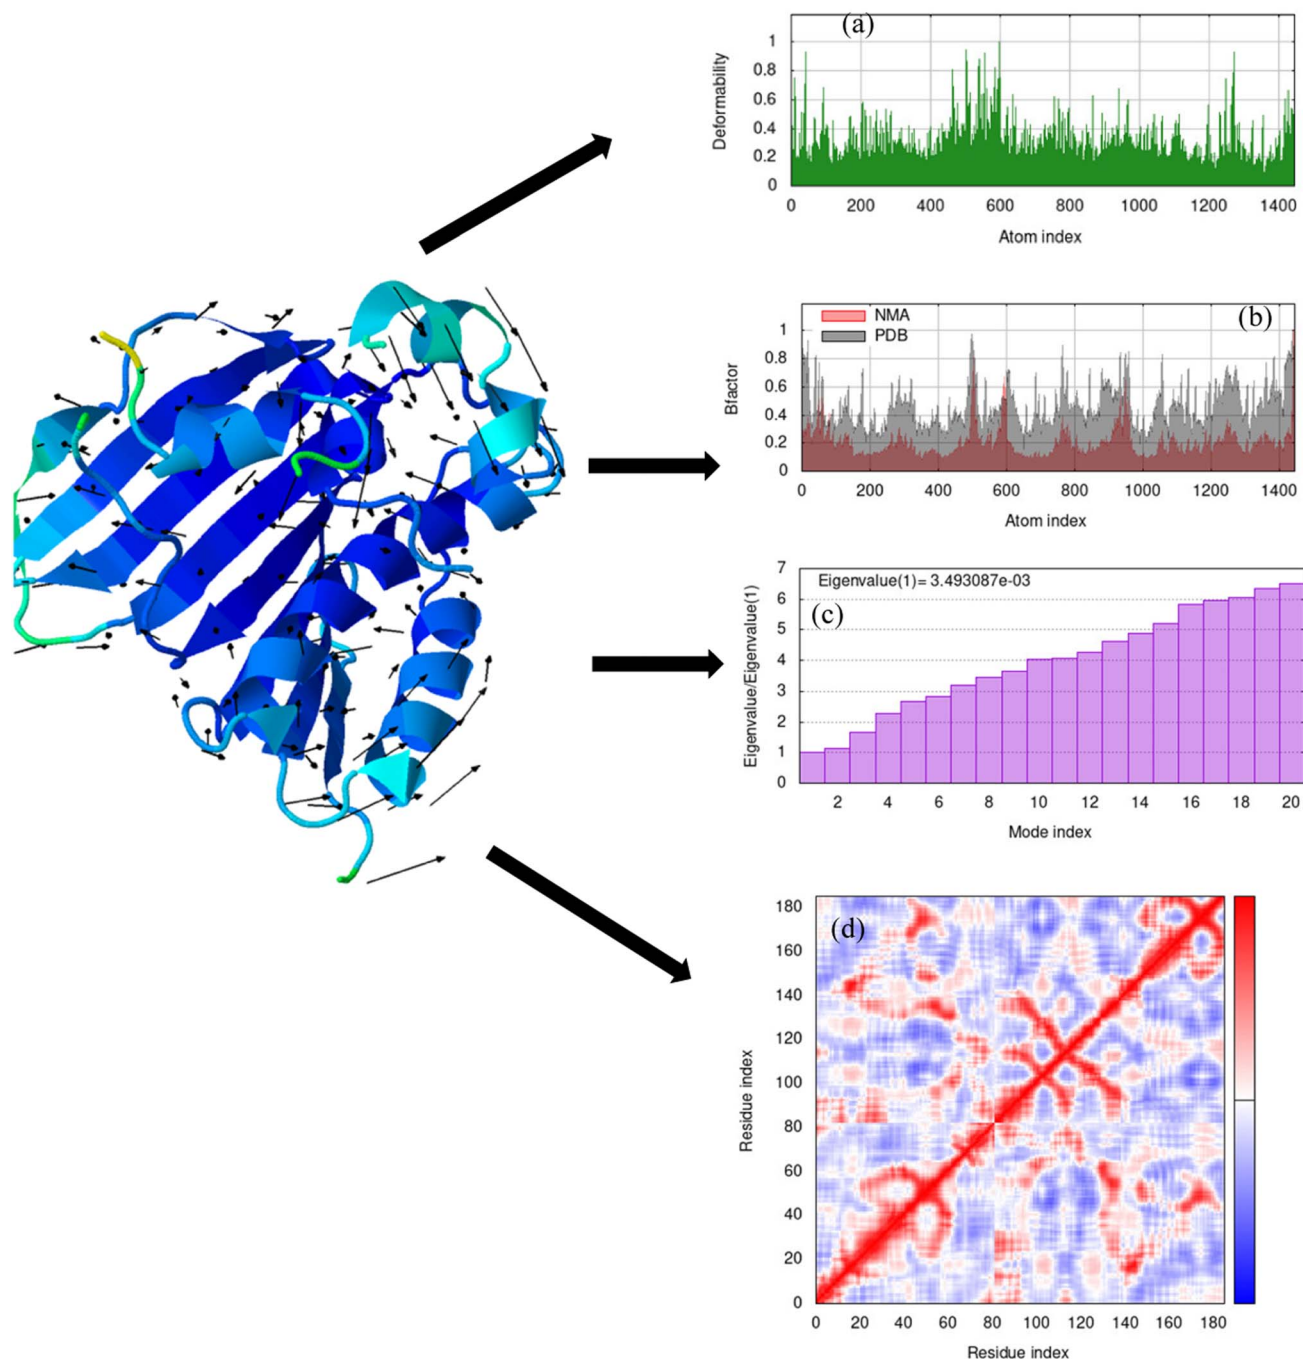 (a)
Deformability
1
0.8
0.6
0.4
0.2
0
0 200 400 600 800 1000 1200 1400
Atom index
(b)
NMA
PDB
Bfactor
1
0.8
0.6
0.4
0.2
0
0 200 400 600 800 1000 1200 1400
Atom index
Eigenvalue(1)= 3.493087e-03
(c)
Eigenvalue/Eigenvalue(1)
7
6
5
4
3
2
1
0
2 4 6 8 10 12 14 16 18 20
Mode index
(d)
Residue index
180
160
140
120
100
80
60
40
20
0
0 20 40 60 80 100 120 140 160 180
Residue index